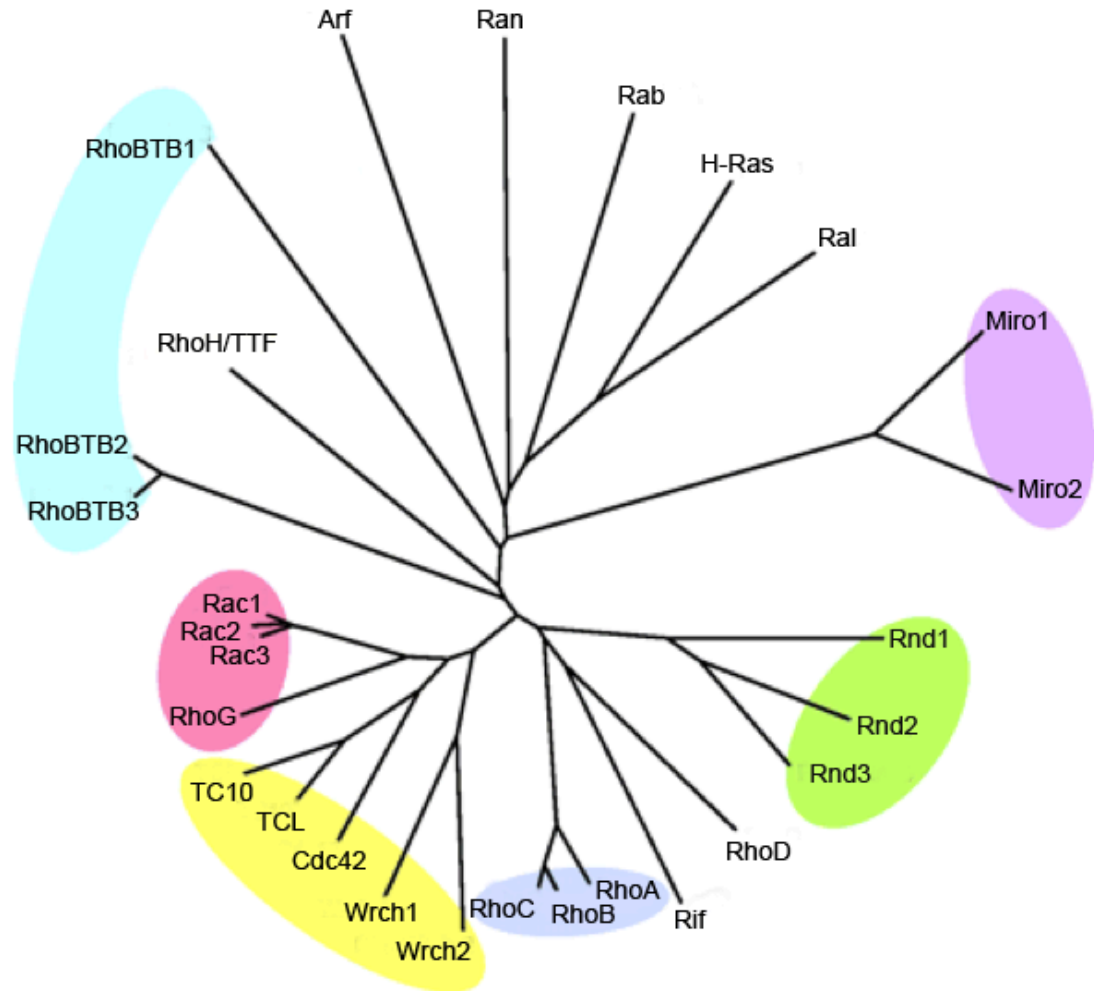 Arf
Ran
Rab
RhoBTB1
H-Ras
Ral
Miro1
RhoH/TTF
RhoBTB2
Miro2
RhoBTB3
Rac1
Rac2
Rac3
Rnd1
RhoG
Rnd2
Rnd3
TC10
TCL
RhoD
Cdc42
RhoA
Wrch1
RhoC
RhoB
Rif
Wrch2